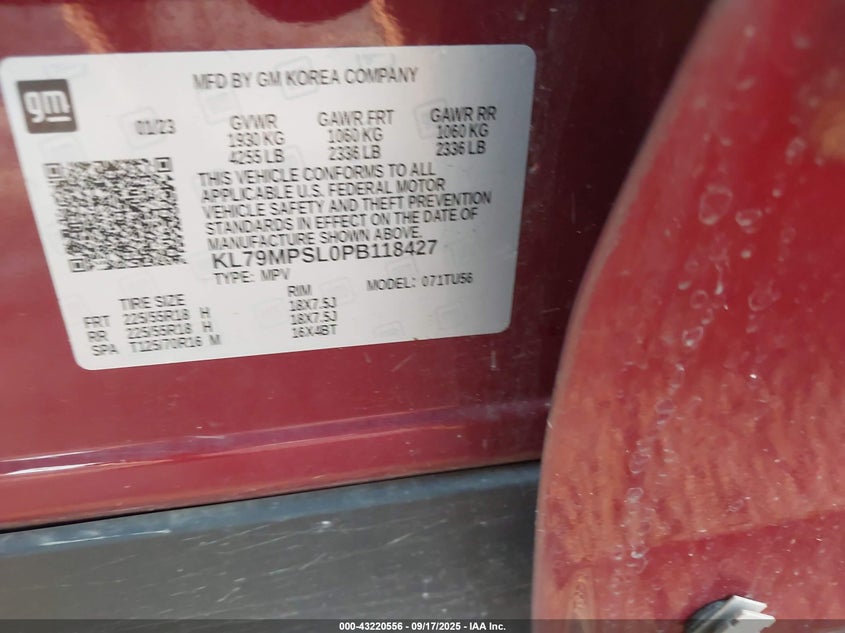 gm
MFD BY GM KOREA COMPANY
01/23 GVWR GAWR FRT GAWR RR
1930 KG 1060 KG 1060 KG
4255 LB 2336 LB 2336 LB
THIS VEHICLE CONFORMS TO ALL
APPLICABLE U.S. FEDERAL MOTOR
VEHICLE SAFETY AND THEFT PREVENTION
STANDARDS IN EFFECT ON THE DATE OF
MANUFACTURE SHOWN ABOVE.
KL79MPSL0PB118427
TYPE: MPV MODEL: 071TU56
TIRE SIZE RIM
FRT 225/55R18 H 18X7.5J
RR 225/55R18 H 18X7.5J
SPA T125/70R16 M 16X4BT
000-43220556 - 09/17/2025 - IAA Inc.